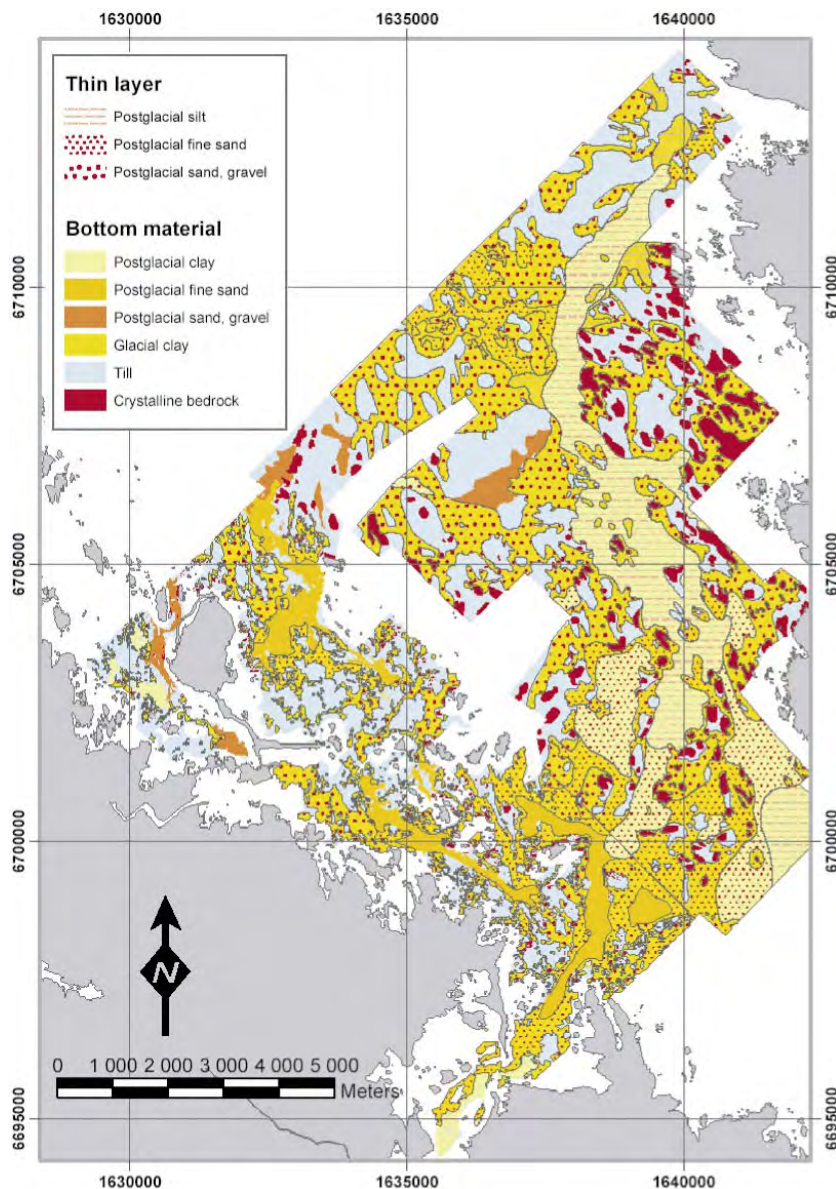 1630000
1635000
1640000
Thin layer
Postglacial silt
Postglacial fine sand
Postglacial sand, gravel
Bottom material
Postglacial clay
Postglacial fine sand
Postglacial sand, gravel
Glacial clay
Till
Crystalline bedrock
6710000
6710000
6705000
6705000
6700000
6700000
6695000
6695000
N
0 1 000 2 000 3 000 4 000 5 000
Meters
1630000
1635000
1640000